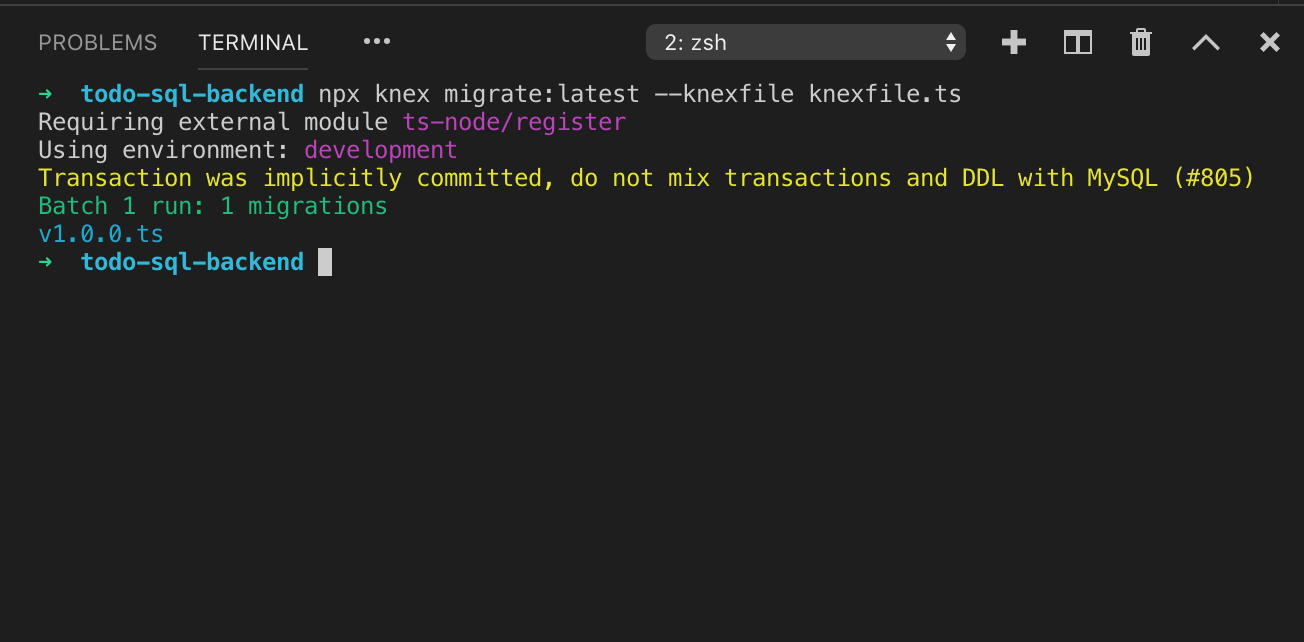 PROBLEMS TERMINAL ••• 2: zsh
➜ todo-sql-backend npx knex migrate:latest --knexfile knexfile.ts
Requiring external module ts-node/register
Using environment: development
Transaction was implicitly committed, do not mix transactions and DDL with MySQL (#805)
Batch 1 run: 1 migrations
v1.0.0.ts
➜ todo-sql-backend